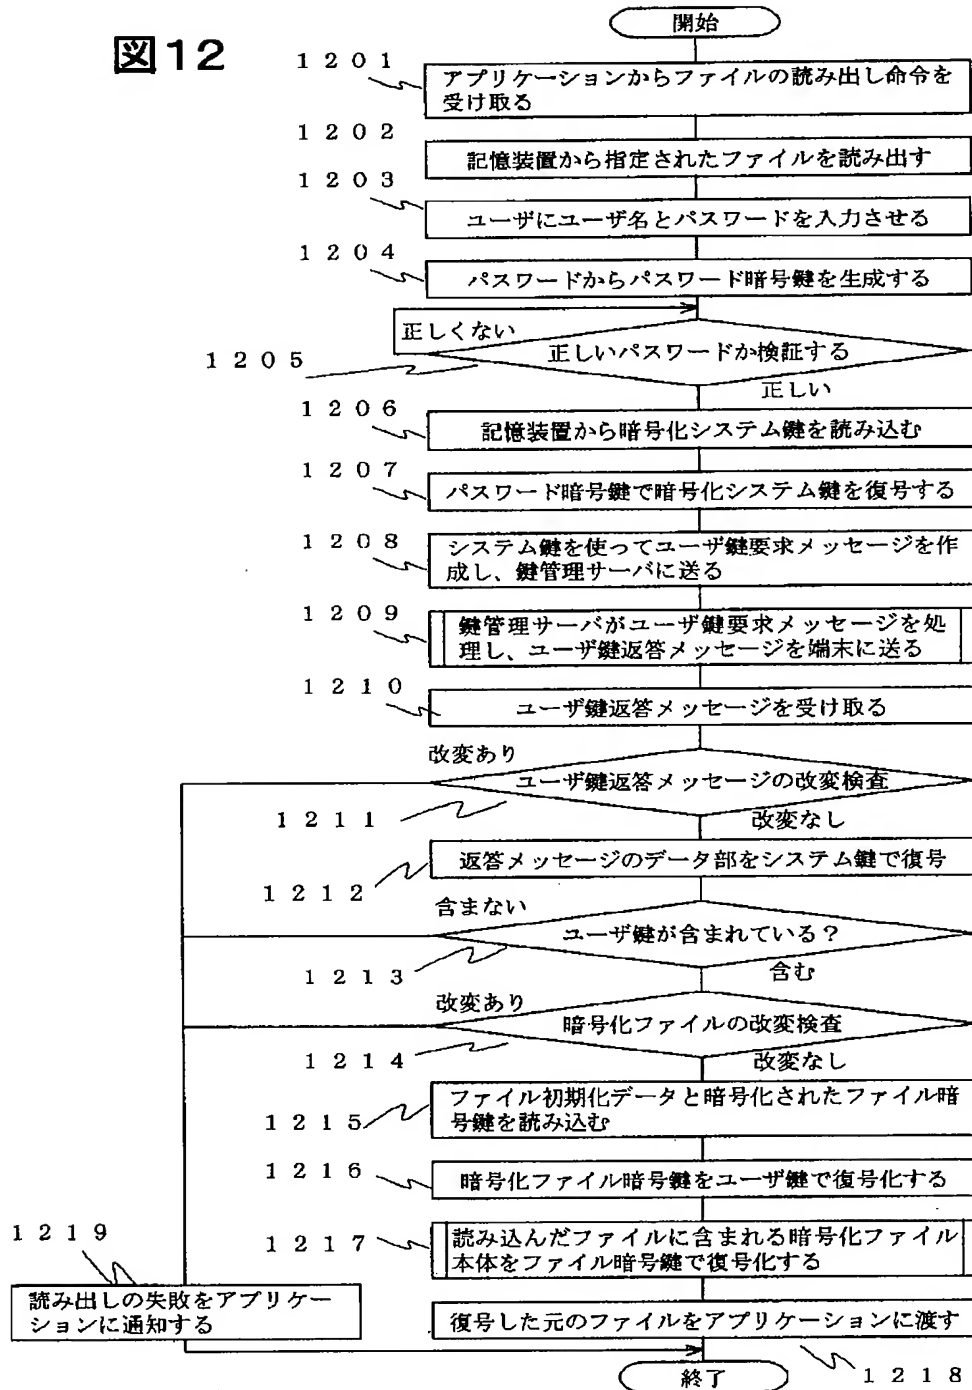 図12
開始
1201
アプリケーションからファイルの読み出し命令を
受け取る
1202
記憶装置から指定されたファイルを読み出す
1203
ユーザにユーザ名とパスワードを入力させる
1204
パスワードからパスワード暗号鍵を生成する
正しくない
正しいパスワードか検証する
1205
正しい
1206
記憶装置から暗号化システム鍵を読み込む
1207
パスワード暗号鍵で暗号化システム鍵を復号する
1208
システム鍵を使ってユーザ鍵要求メッセージを作
成し、鍵管理サーバに送る
1209
鍵管理サーバがユーザ鍵要求メッセージを処
理し、ユーザ鍵返答メッセージを端末に送る
1210
ユーザ鍵返答メッセージを受け取る
改変あり
ユーザ鍵返答メッセージの改変検査
1211
改変なし
返答メッセージのデータ部をシステム鍵で復号
1212
含まない
ユーザ鍵が含まれている?
1213
含む
改変あり
暗号化ファイルの改変検査
1214
改変なし
ファイル初期化データと暗号化されたファイル暗
号鍵を読み込む
1215
1216
暗号化ファイル暗号鍵をユーザ鍵で復号化する
1217
読み込んだファイルに含まれる暗号化ファイル
本体をファイル暗号鍵で復号化する
1219
読み出しの失敗をアプリケー
ションに通知する
復号した元のファイルをアプリケーションに渡す
1218
終了